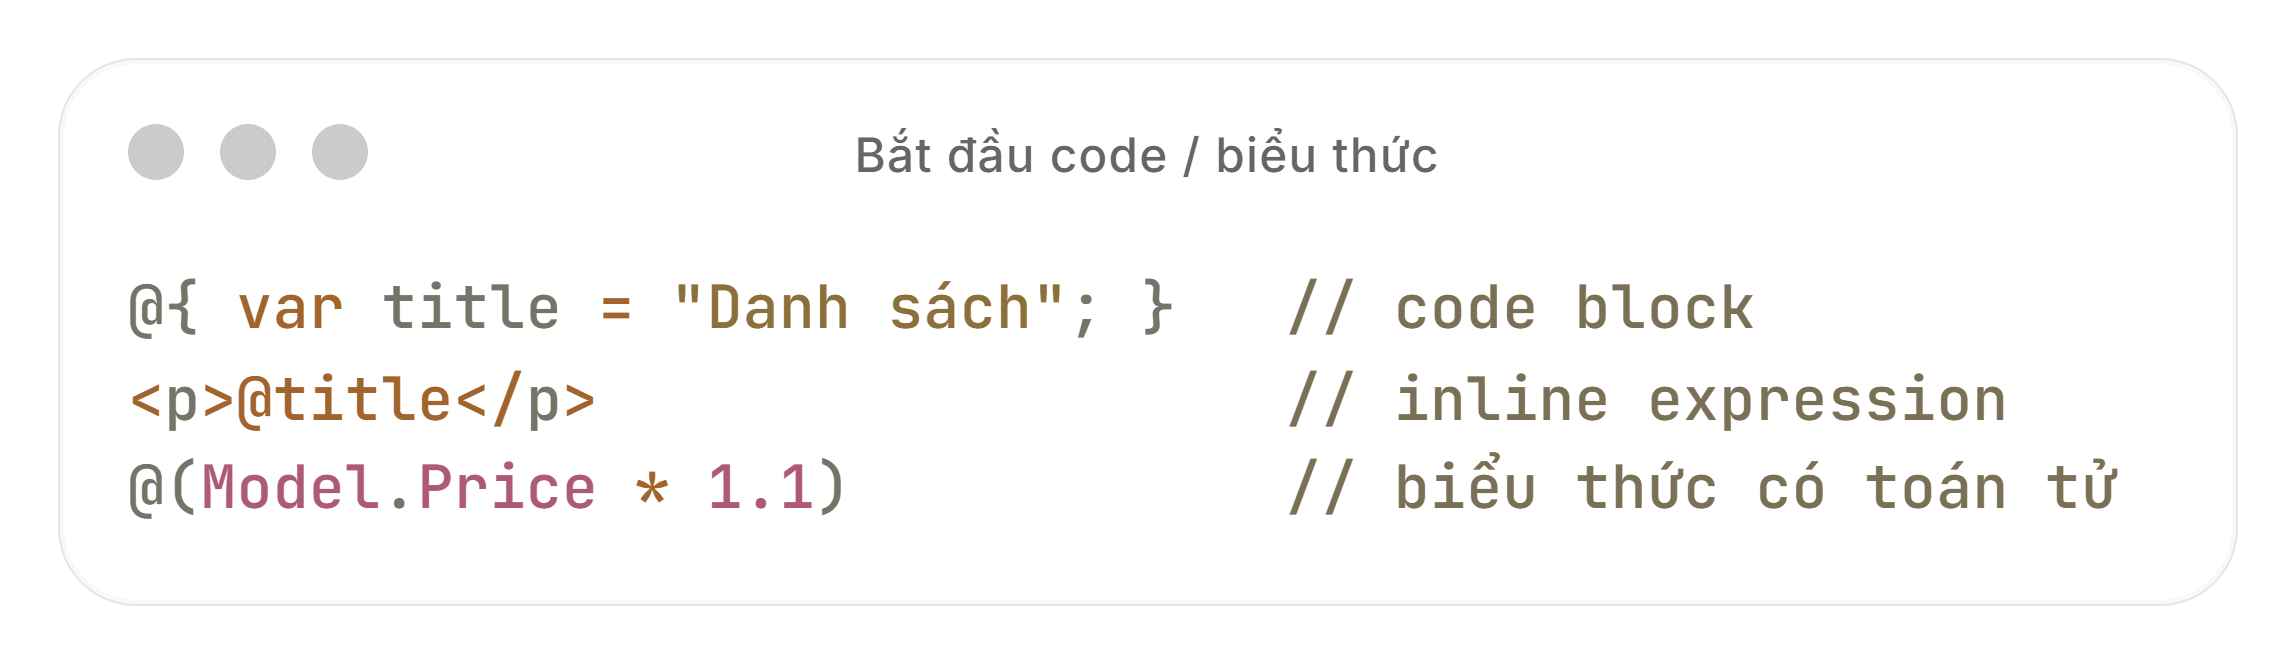 Bắt đầu code / biểu thức
@{ var title = "Danh sách"; }   // code block
<p>@title</p>                   // inline expression
@(Model.Price * 1.1)            // biểu thức có toán tử